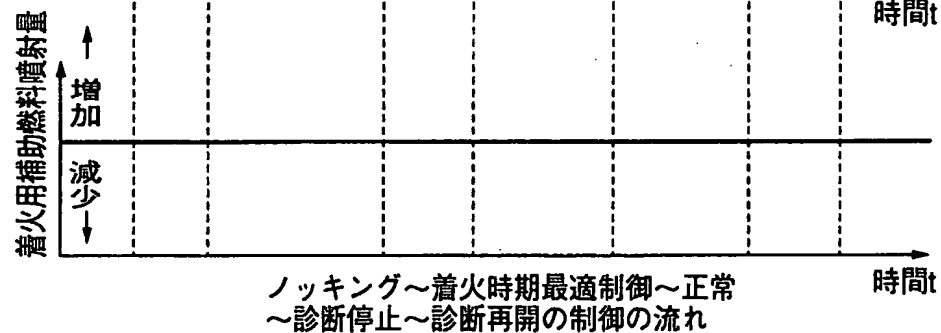 時間t
着火用補助燃料噴射量
増加
減少
時間t
ノッキング～着火時期最適制御～正常
～診断停止～診断再開の制御の流れ